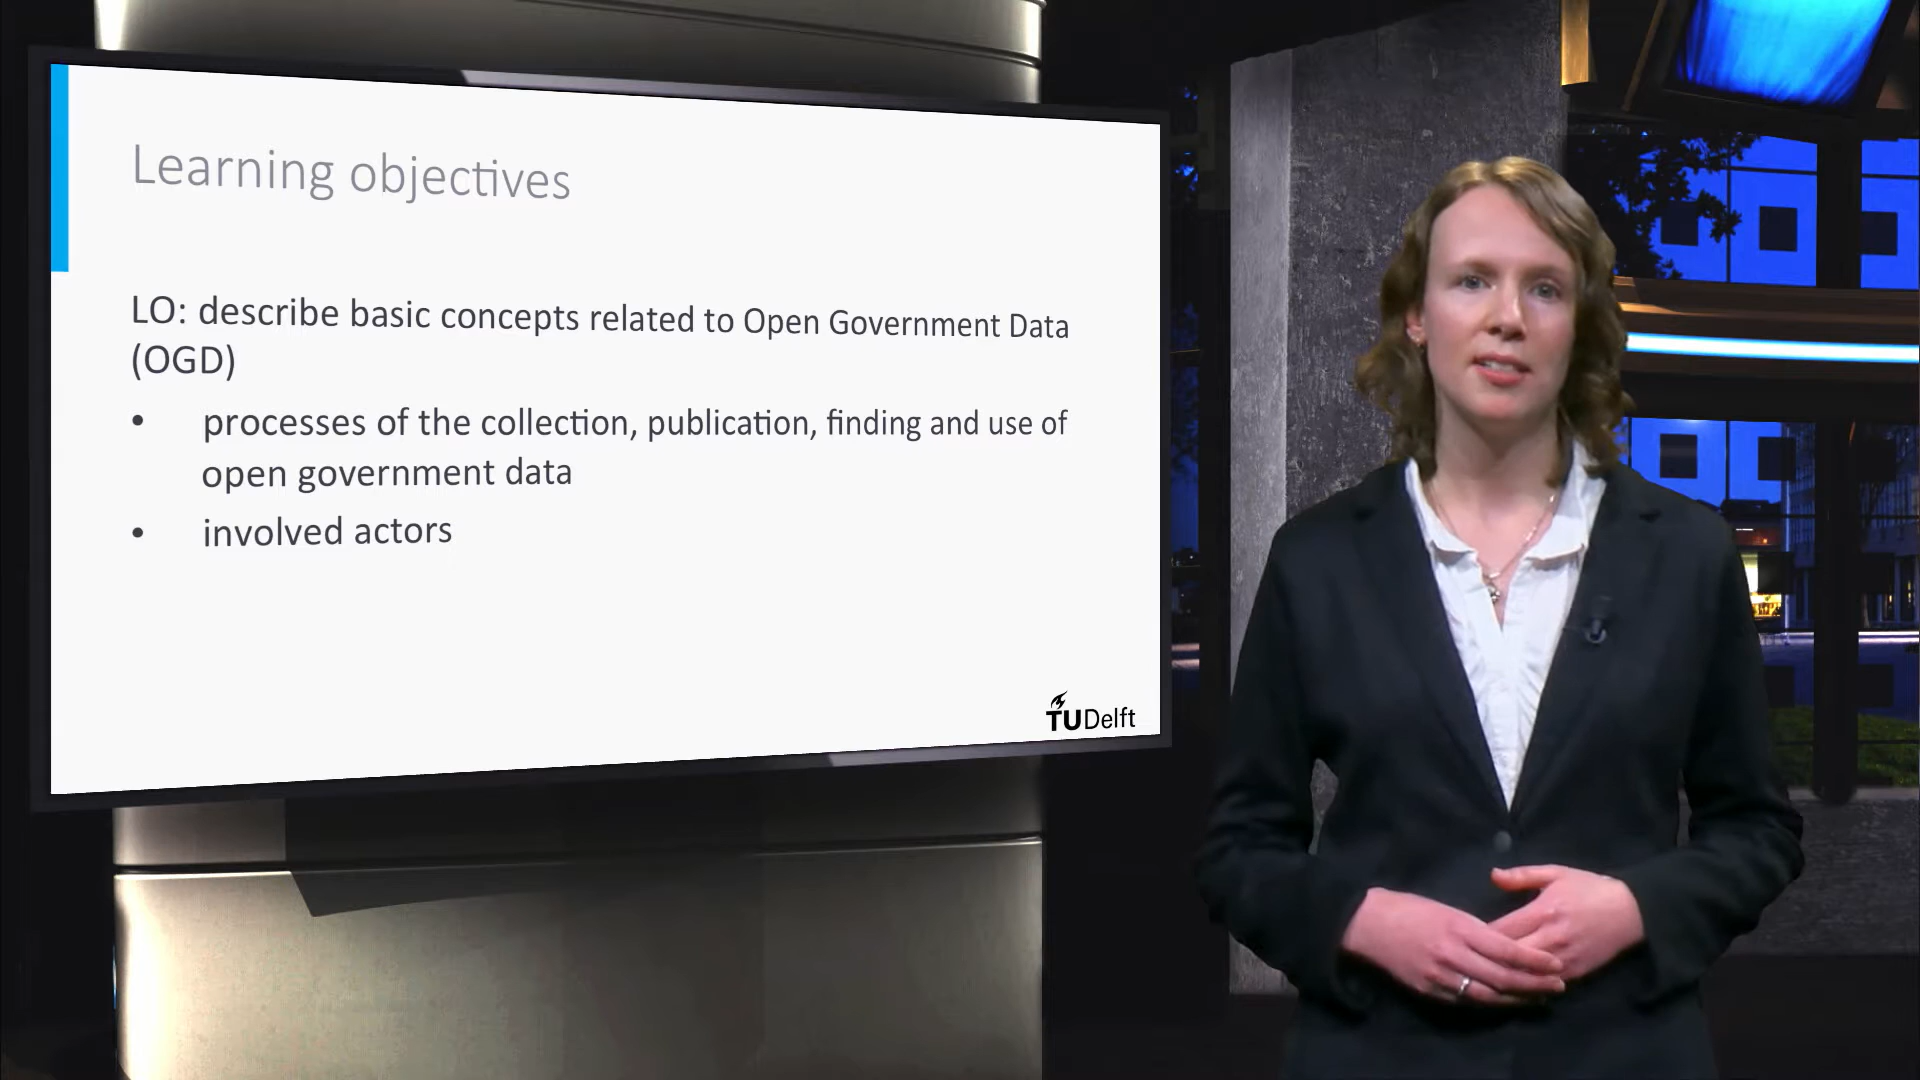 Learning objectives
LO: describe basic concepts related to Open Government Data
(OGD)
• processes of the collection, publication, finding and use of
open government data
• involved actors
TUDelft